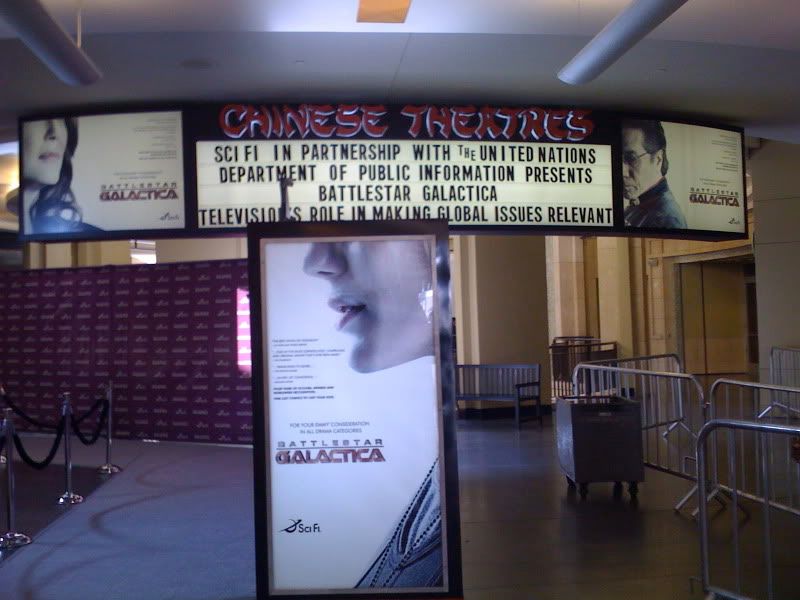 CHINESE THEATRES
SCI FI IN PARTNERSHIP WITH THE UNITED NATIONS
DEPARTMENT OF PUBLIC INFORMATION PRESENTS
BATTLESTAR GALACTICA
TELEVISION'S ROLE IN MAKING GLOBAL ISSUES RELEVANT
BATTLESTAR
GALACTICA
SCI FI
BATTLESTAR
GALACTICA
FOR YOUR EMMY CONSIDERATION
IN ALL DRAMA CATEGORIES
BATTLESTAR
GALACTICA
SCI FI